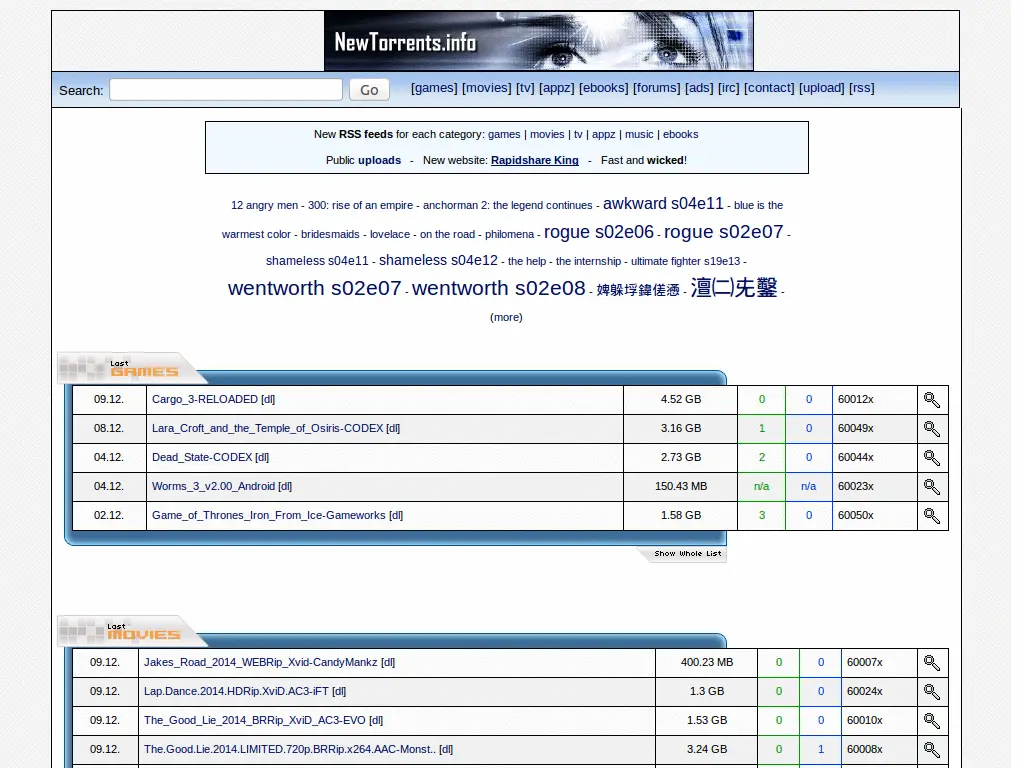 NewTorrents.info
Search: Go [games] [movies] [tv] [appz] [ebooks] [forums] [ads] [irc] [contact] [upload] [rss]
New RSS feeds for each category: games | movies | tv | appz | music | ebooks
Public uploads - New website: Rapidshare King - Fast and wicked!
12 angry men - 300: rise of an empire - anchorman 2: the legend continues - awkward s04e11 - blue is the
warmest color - bridesmaids - lovelace - on the road - philomena - rogue s02e06 - rogue s02e07 -
shameless s04e11 - shameless s04e12 - the help - the internship - ultimate fighter s19e13 -
wentworth s02e07 - wentworth s02e08 -
(more)
Last
GAMES
09.12. Cargo_3-RELOADED [dl] 4.52 GB 0 0 60012x
08.12. Lara_Croft_and_the_Temple_of_Osiris-CODEX [dl] 3.16 GB 1 0 60049x
04.12. Dead_State-CODEX [dl] 2.73 GB 2 0 60044x
04.12. Worms_3_v2.00_Android [dl] 150.43 MB n/a n/a 60023x
02.12. Game_of_Thrones_Iron_From_Ice-Gameworks [dl] 1.58 GB 3 0 60050x
Show Whole List
Last
MOVIES
09.12. Jakes_Road_2014_WEBRip_Xvid-CandyMankz [dl] 400.23 MB 0 0 60007x
09.12. Lap.Dance.2014.HDRip.XviD.AC3-iFT [dl] 1.3 GB 0 0 60024x
09.12. The_Good_Lie_2014_BRRip_XviD_AC3-EVO [dl] 1.53 GB 0 0 60010x
09.12. The.Good.Lie.2014.LIMITED.720p.BRRip.x264.AAC-Monst.. [dl] 3.24 GB 0 1 60008x